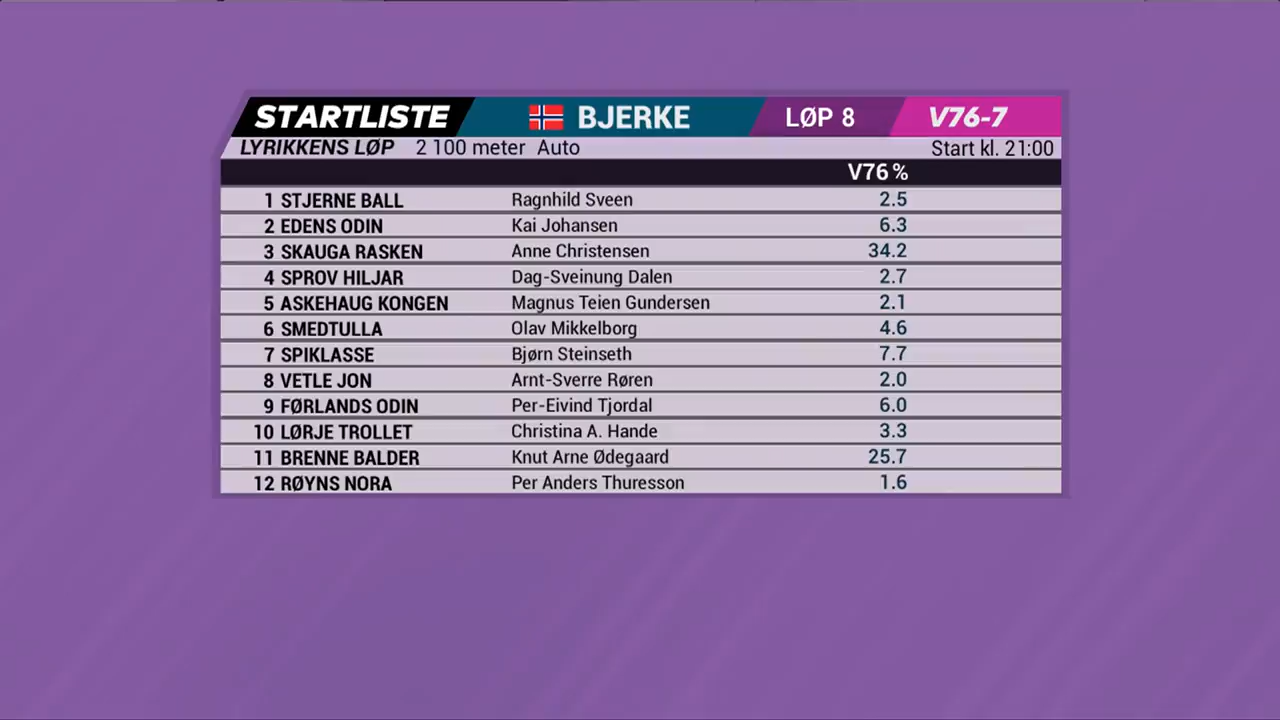 STARTLISTE BJERKE LØP 8 V76-7
LYRIKKENS LØP 2 100 meter Auto Start kl. 21:00
V76 %
1 STJERNE BALL Ragnhild Sveen 2.5
2 EDENS ODIN Kai Johansen 6.3
3 SKAUGA RASKEN Anne Christensen 34.2
4 SPROV HILJAR Dag-Sveinung Dalen 2.7
5 ASKEHAUG KONGEN Magnus Teien Gundersen 2.1
6 SMEDTULLA Olav Mikkelborg 4.6
7 SPIKLASSE Bjørn Steinseth 7.7
8 VETLE JON Arnt-Sverre Røren 2.0
9 FØRLANDS ODIN Per-Eivind Tjordal 6.0
10 LØRJE TROLLET Christina A. Hande 3.3
11 BRENNE BALDER Knut Arne Ødegaard 25.7
12 RØYNS NORA Per Anders Thuresson 1.6